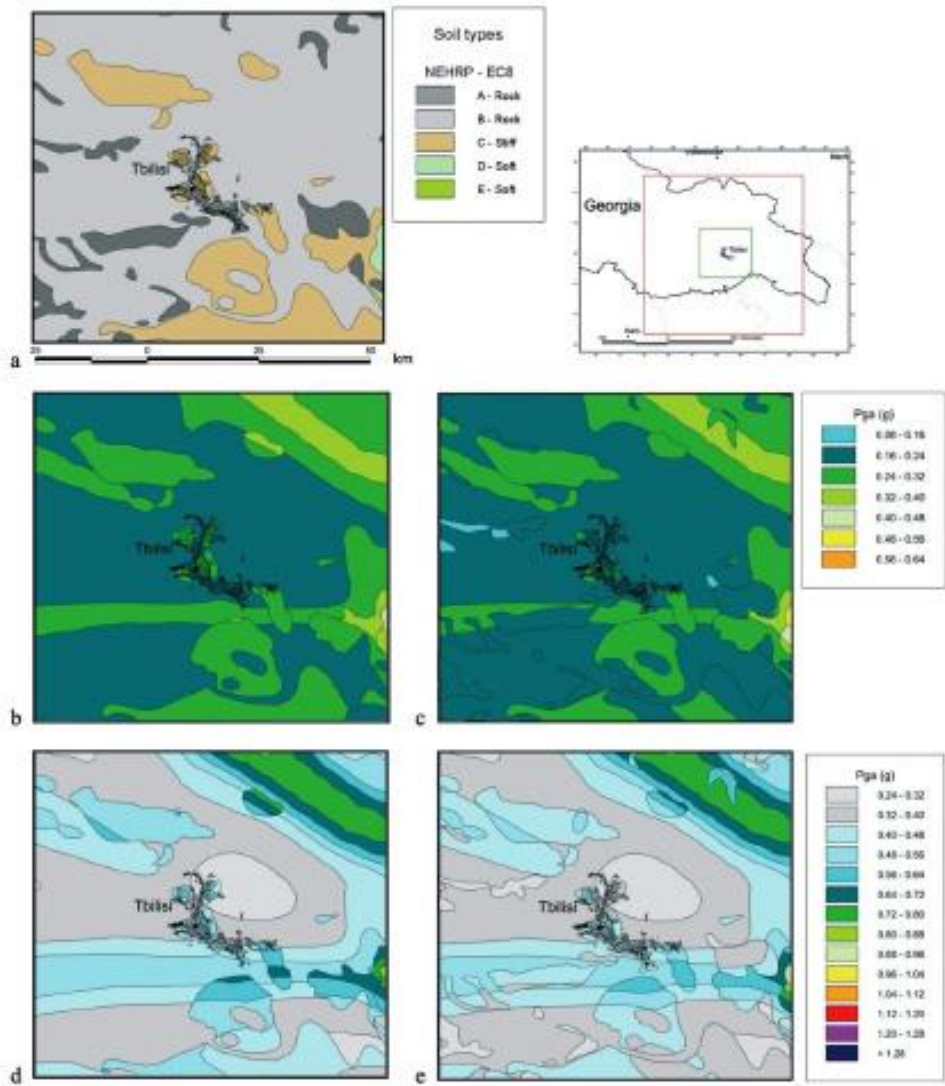 Soil types
NEHRP - EC8
A - Rock
B - Rock
C - Stiff
D - Soft
E - Soft
Tbilisi
Georgia
Tbilisi
a
25 0 25 50
km
Pga (g)
0.08 - 0.16
0.16 - 0.24
0.24 - 0.32
0.32 - 0.40
0.40 - 0.48
0.48 - 0.56
0.56 - 0.64
Tbilisi
Tbilisi
b
c
Pga (g)
0.24 - 0.32
0.32 - 0.40
0.40 - 0.48
0.48 - 0.56
0.56 - 0.64
0.64 - 0.72
0.72 - 0.80
0.80 - 0.88
0.88 - 0.96
0.96 - 1.04
1.04 - 1.12
1.12 - 1.20
1.20 - 1.28
> 1.28
Tbilisi
Tbilisi
d
e